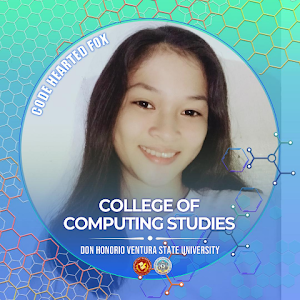 CODE HEARTED FOX
COLLEGE OF
COMPUTING STUDIES
DON HONORIO VENTURA STATE UNIVERSITY